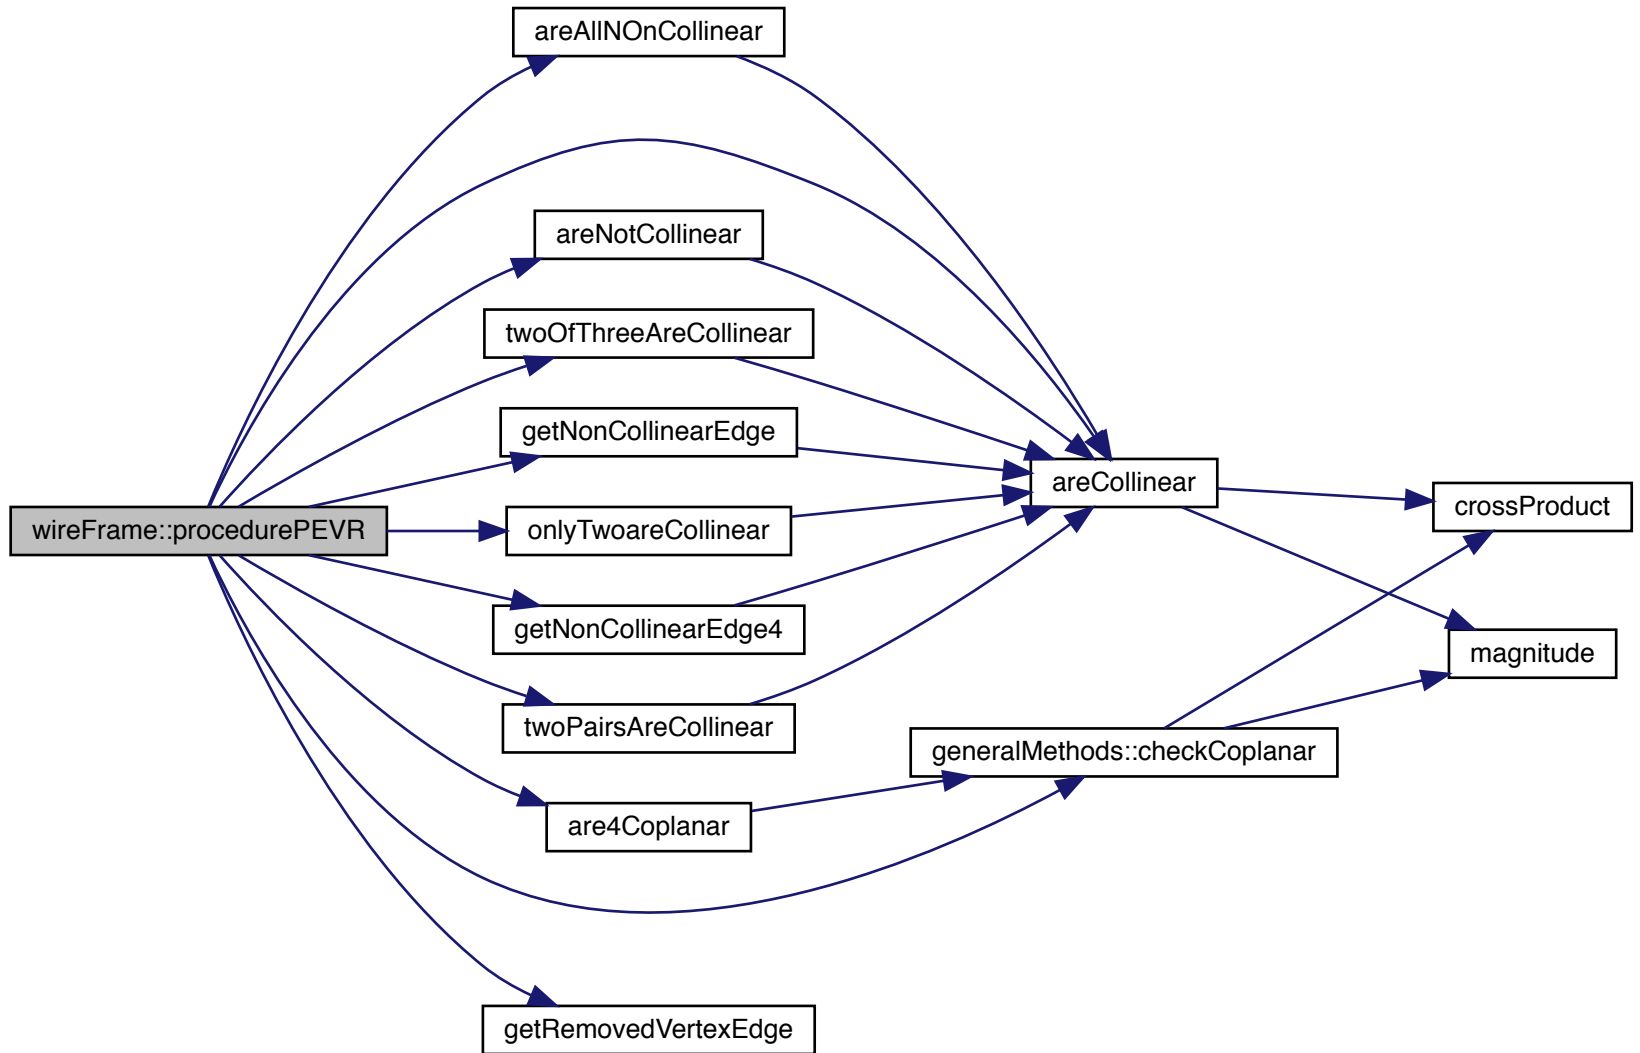 areAllNOnCollinear
areNotCollinear
twoOfThreeAreCollinear
getNonCollinearEdge
areCollinear
crossProduct
wireFrame::procedurePEVR
onlyTwoareCollinear
getNonCollinearEdge4
magnitude
twoPairsAreCollinear
generalMethods::checkCoplanar
are4Coplanar
getRemovedVertexEdge